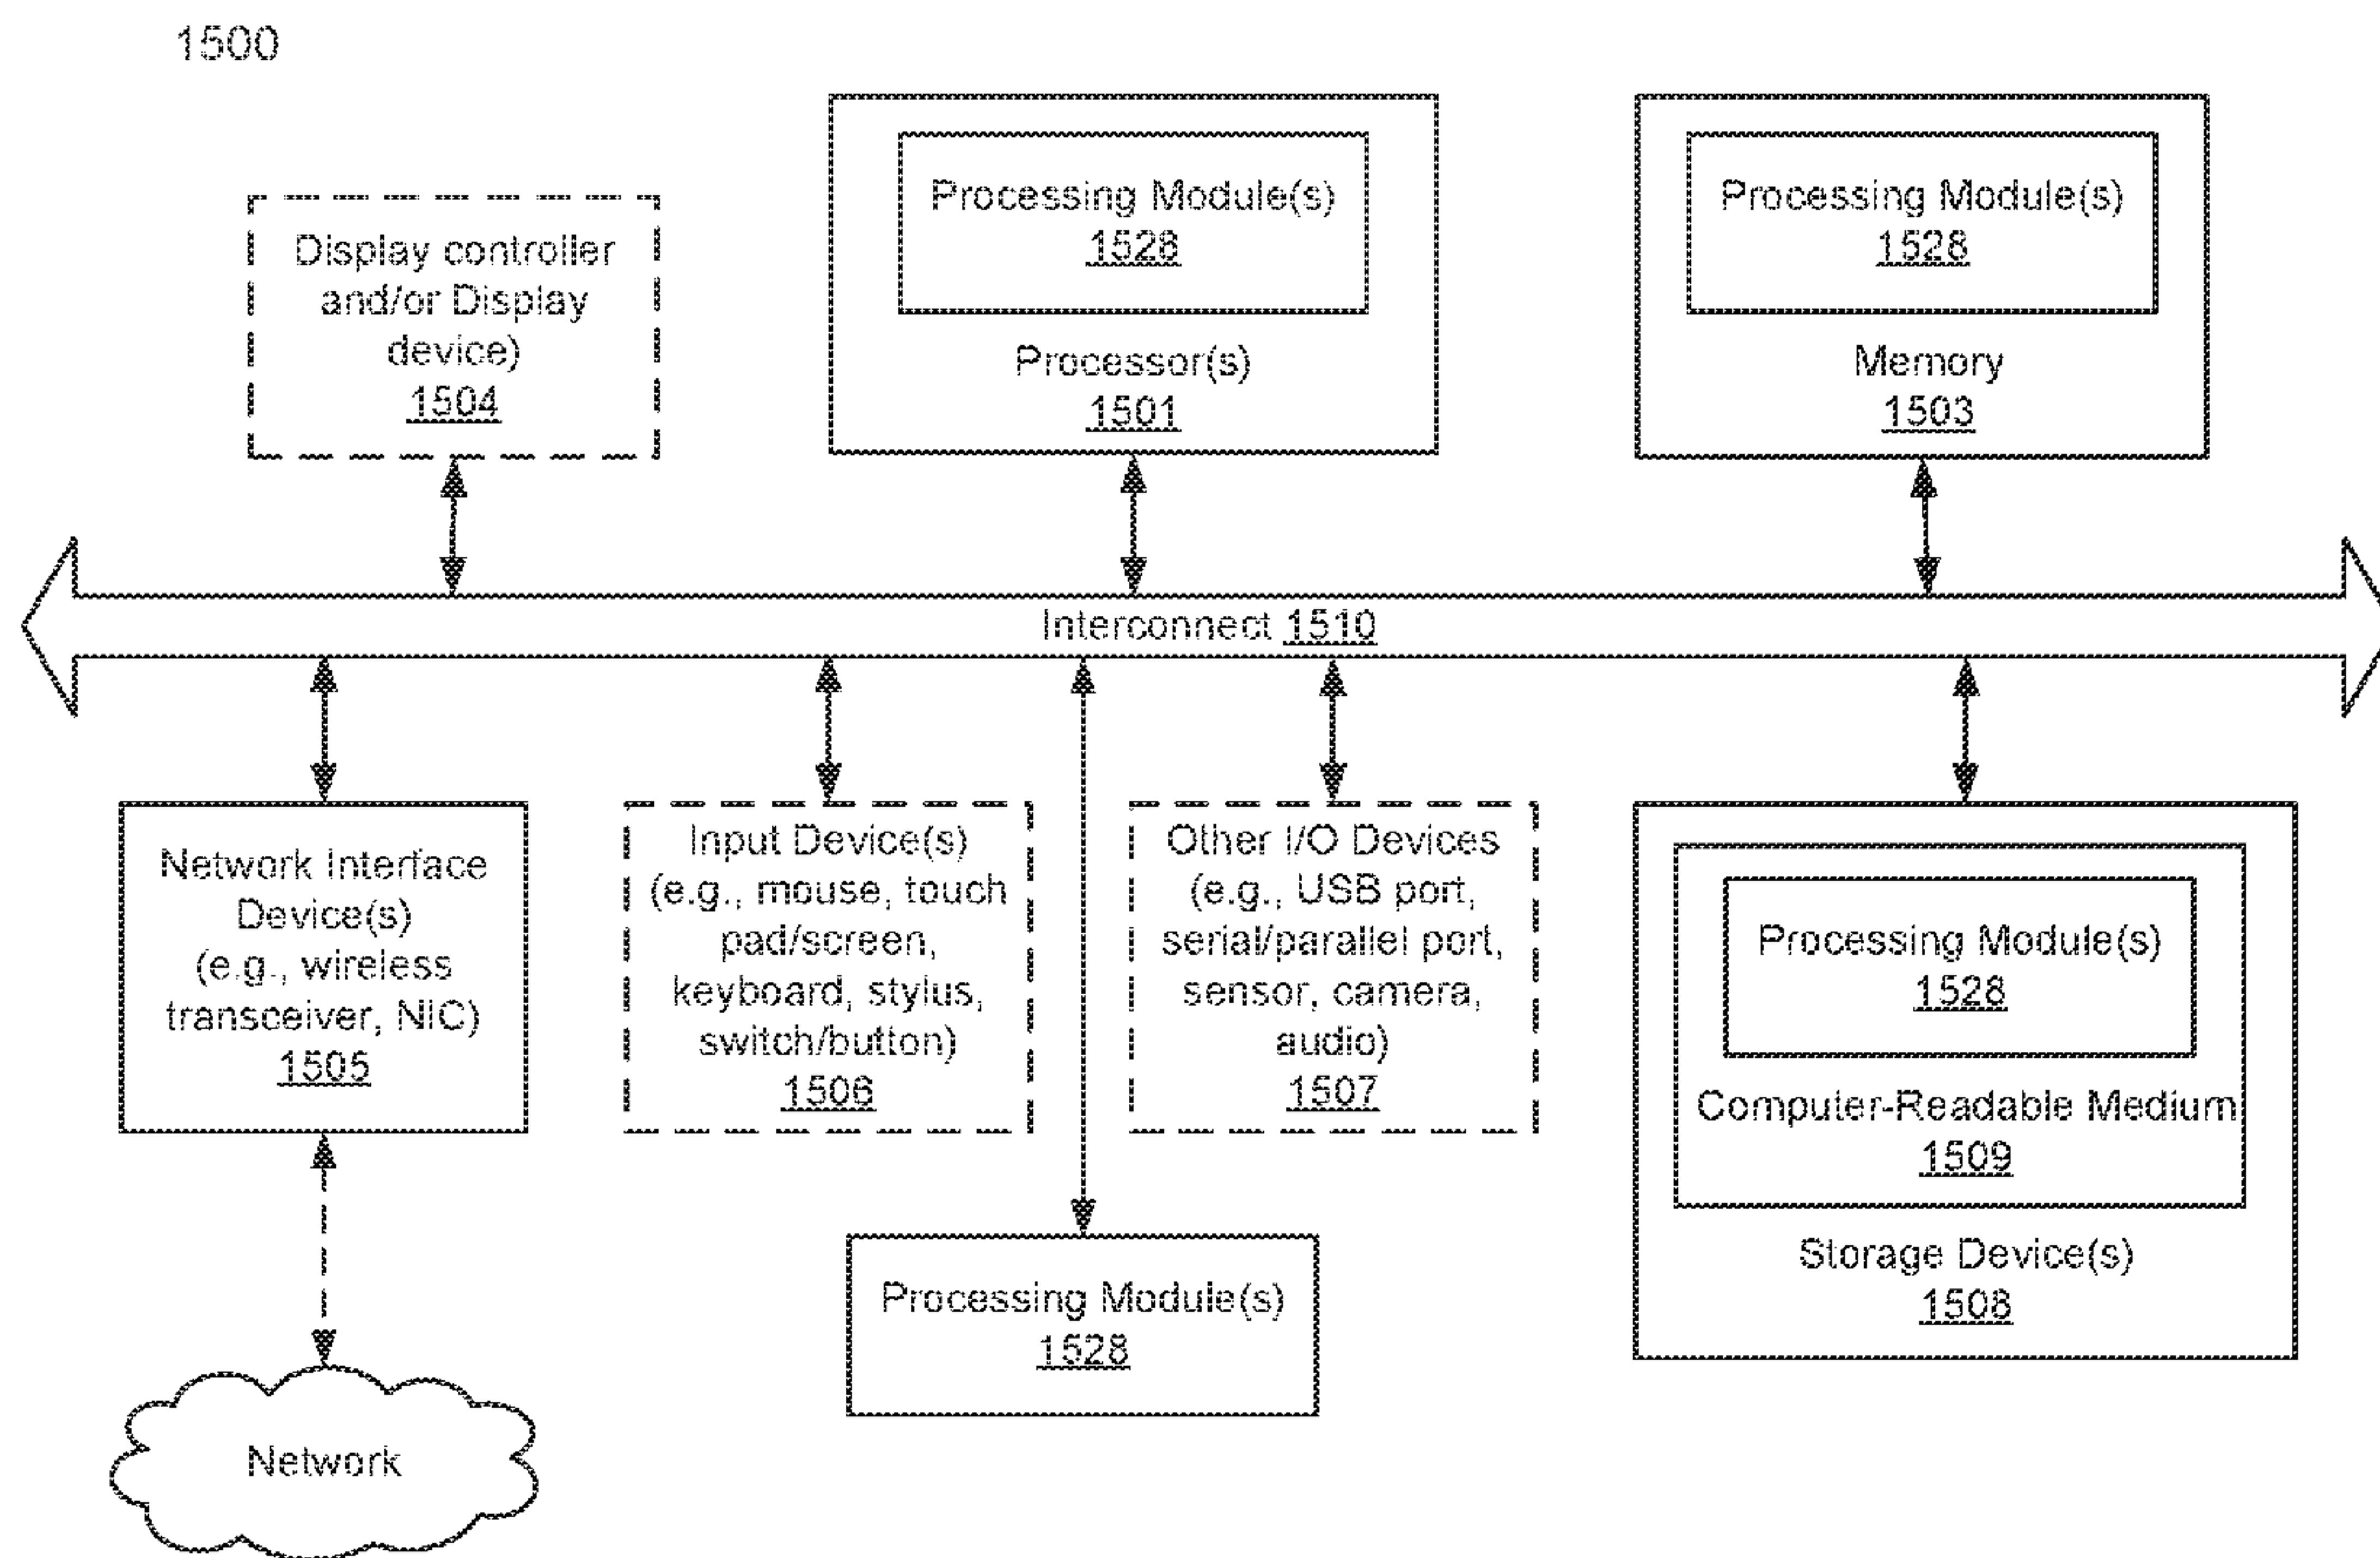 1500
Display controller
and/or Display
device)
1504
Processing Module(s)
1528
Processor(s)
1501
Processing Module(s)
1528
Memory
1503
Interconnect 1510
Network Interface
Device(s)
(e.g., wireless
transceiver, NIC)
1505
Input Device(s)
(e.g., mouse, touch
pad/screen,
keyboard, stylus,
switch/button)
1506
Other I/O Devices
(e.g., USB port,
serial/parallel port,
sensor, camera,
audio)
1507
Processing Module(s)
1528
Computer-Readable Medium
1509
Storage Device(s)
1508
Processing Module(s)
1528
Network